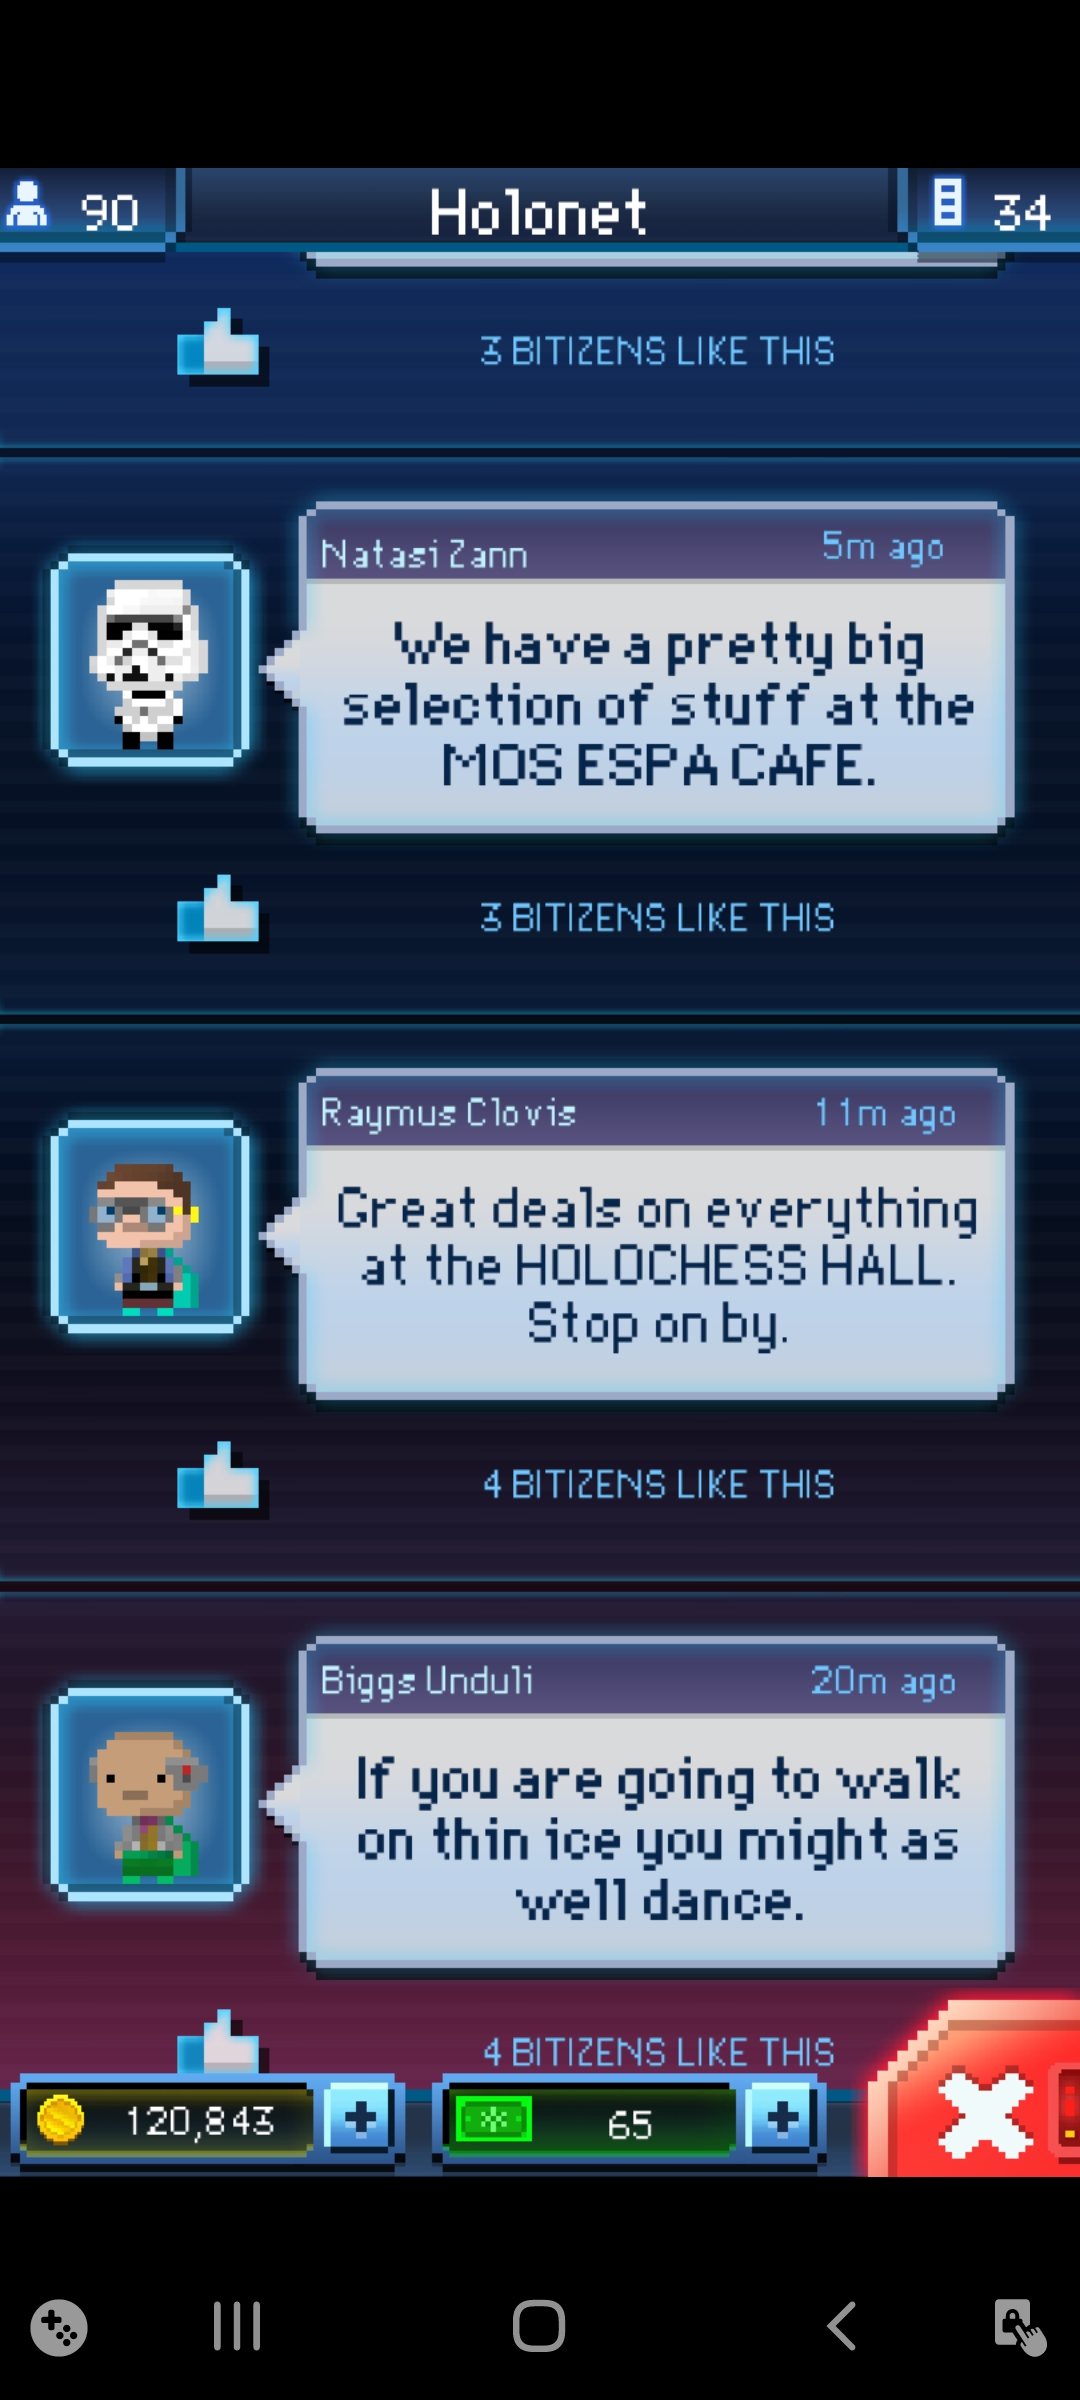 90
Holonet
34
3 BITIZENS LIKE THIS
Natasi Zann
5m ago
We have a pretty big
selection of stuff at the
MOS ESPA CAFE.
3 BITIZENS LIKE THIS
Raymus Clovis
11m ago
Great deals on everything
at the HOLOCHESS HALL.
Stop on by.
4 BITIZENS LIKE THIS
Biggs Unduli
20m ago
If you are going to walk
on thin ice you might as
well dance.
4 BITIZENS LIKE THIS
120,843
65